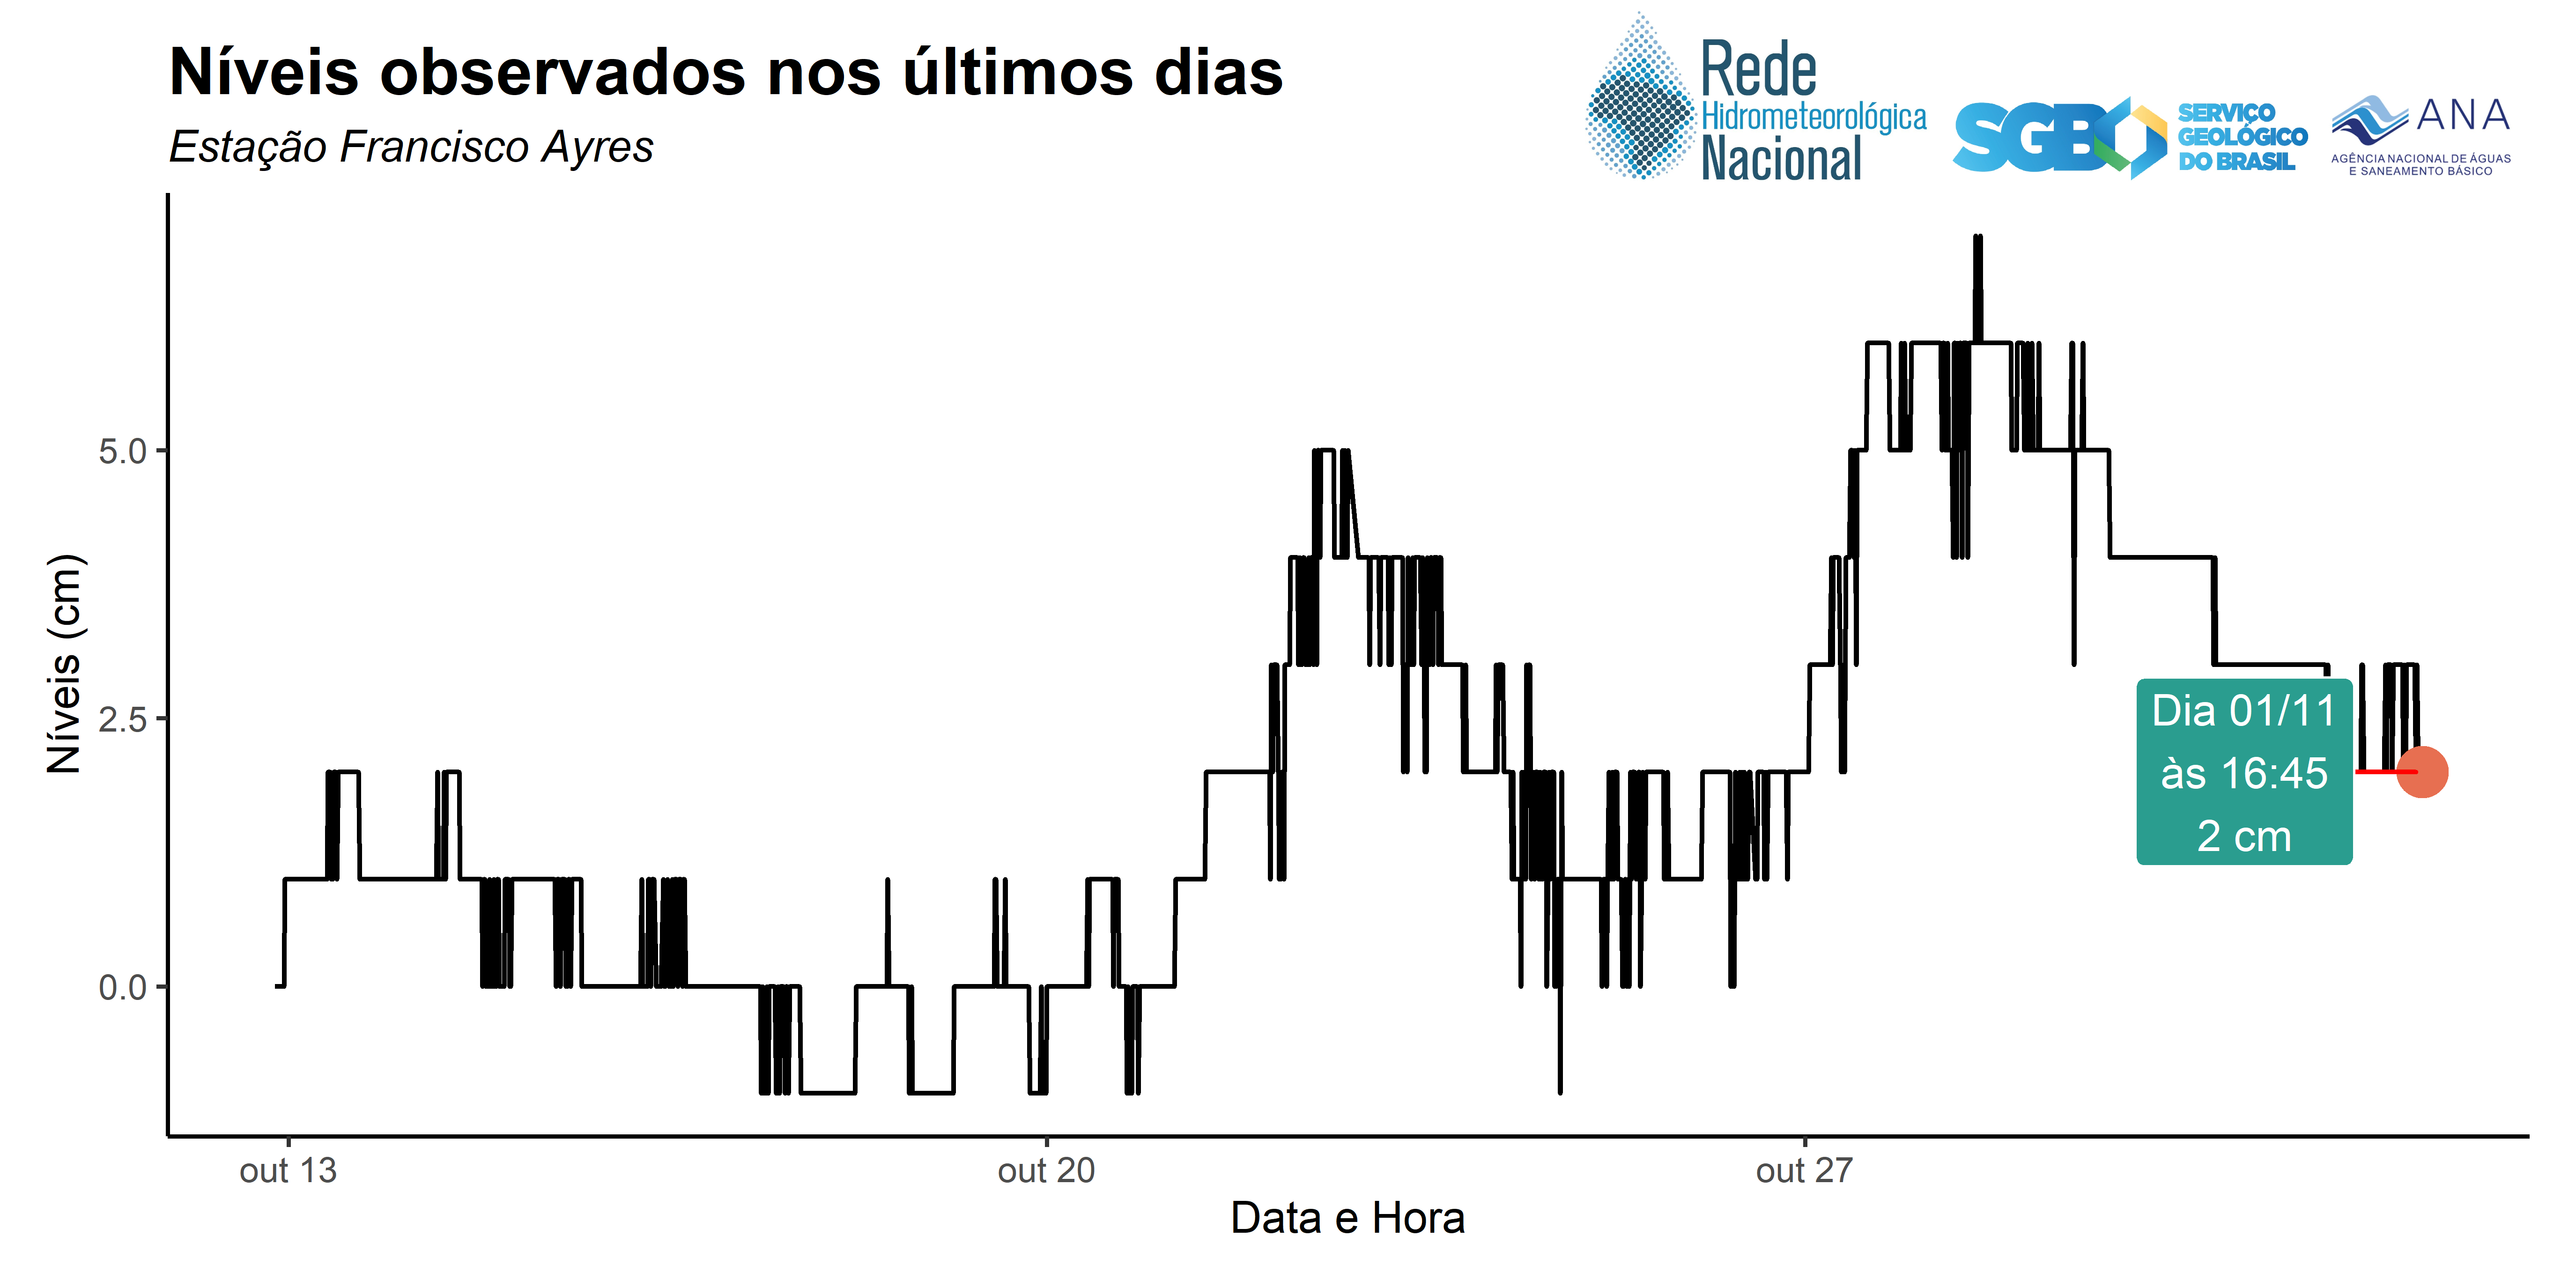 Níveis observados nos últimos dias
Estação Francisco Ayres
Rede
Hidrometeorológica
Nacional
SGB
SERVIÇO
GEOLÓGICO
DO BRASIL
ANA
AGÊNCIA NACIONAL DE ÁGUAS
E SANEAMENTO BÁSICO
Níveis (cm)
5.0
2.5
0.0
Dia 01/11
às 16:45
2 cm
out 13
out 20
out 27
Data e Hora